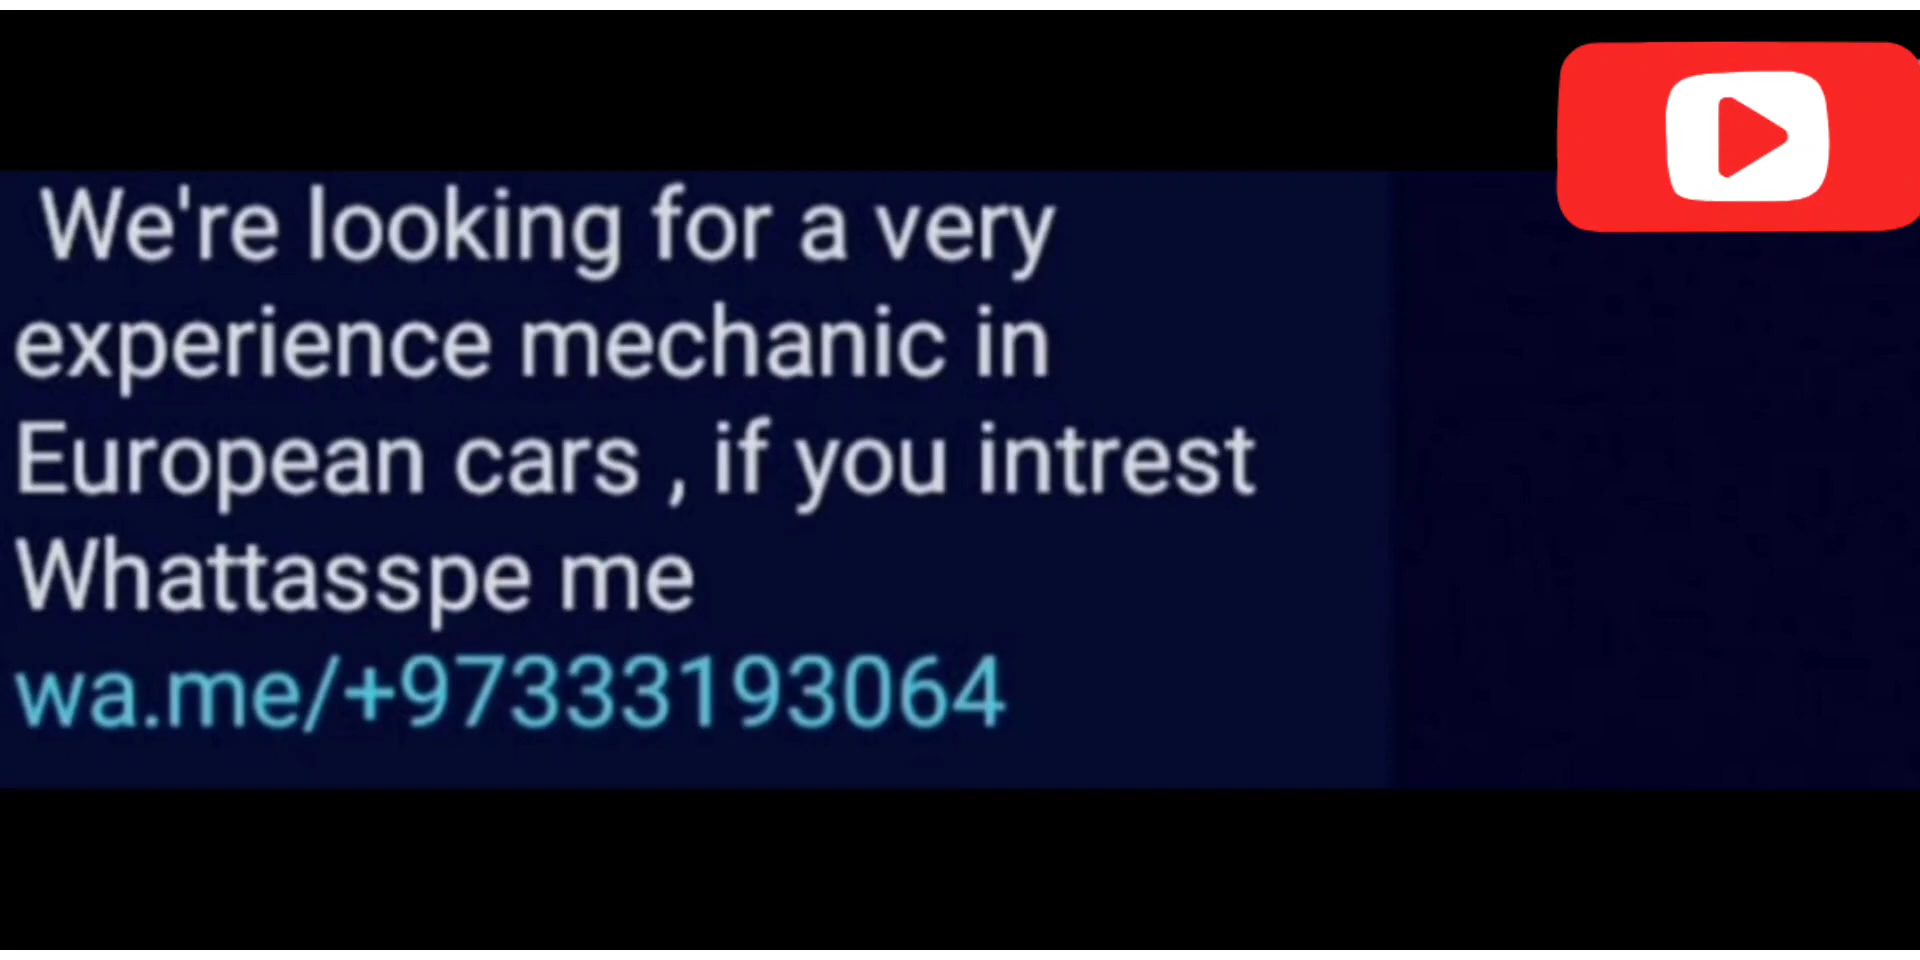 We're looking for a very
experience mechanic in
European cars , if you intrest
Whattasspe me
wa.me/+97333193064